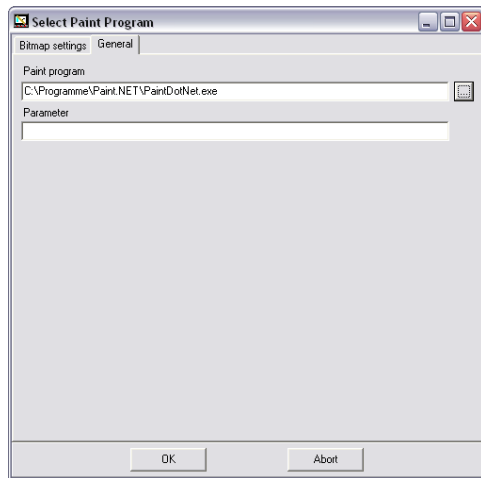 Select Paint Program
Bitmap settings General
Paint program
C:\Programme\Paint.NET\PaintDotNet.exe
...
Parameter
OK Abort